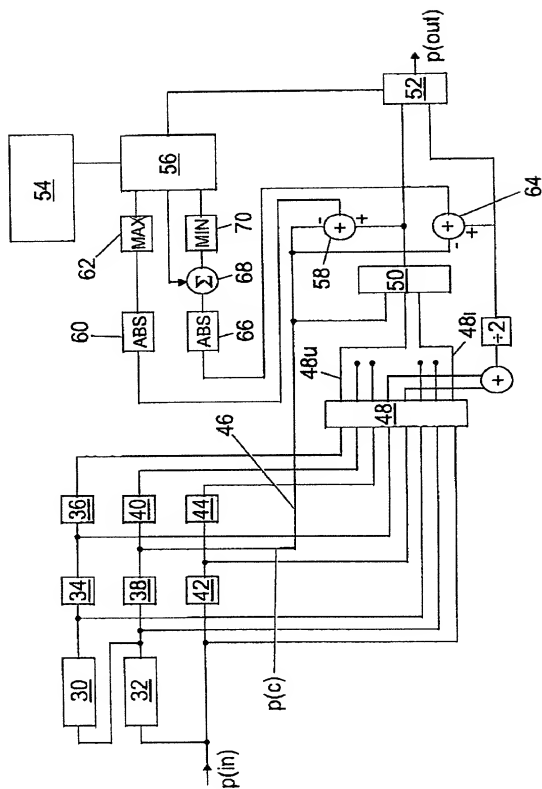 54
56
62
MAX
70
MIN
60
ABS
66
ABS
Σ
68
52
p(out)
-
+
+
58
-
+
+
64
50
48u
48l
÷2
+
48
46
36
40
44
34
38
42
30
32
p(c)
p(in)